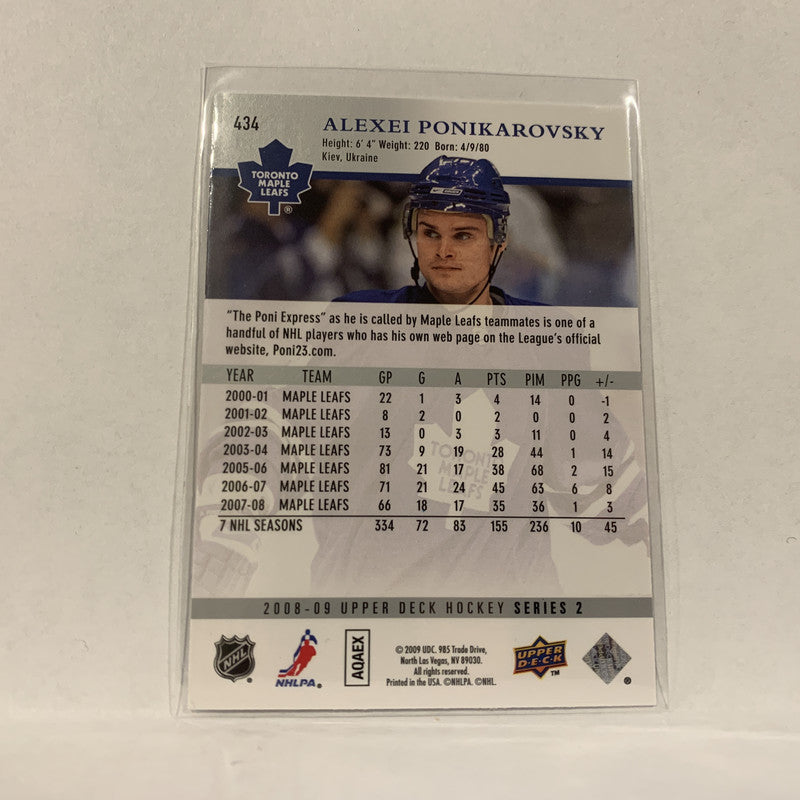 434
ALEXEI PONIKAROVSKY
Height: 6' 4" Weight: 220 Born: 4/9/80
Kiev, Ukraine
TORONTO
MAPLE
LEAFS
®
"The Poni Express" as he is called by Maple Leafs teammates is one of a
handful of NHL players who has his own web page on the League's official
website, Poni23.com.
YEAR TEAM GP G A PTS PIM PPG +/-
2000-01 MAPLE LEAFS 22 1 3 4 14 0 -1
2001-02 MAPLE LEAFS 8 2 0 2 0 0 2
2002-03 MAPLE LEAFS 13 0 3 3 11 0 4
2003-04 MAPLE LEAFS 73 9 19 28 44 1 14
2005-06 MAPLE LEAFS 81 21 17 38 68 2 15
2006-07 MAPLE LEAFS 71 21 24 45 63 6 8
2007-08 MAPLE LEAFS 66 18 17 35 36 1 3
7 NHL SEASONS 334 72 83 155 236 10 45
TORONTO
MAPLE
LEAFS
2008-09 UPPER DECK HOCKEY SERIES 2
NHL
NHLPA.
AQAEX
© 2009 UDC. 985 Trade Drive,
North Las Vegas, NV 89030.
All rights reserved.
Printed in the USA. ©NHLPA. ©NHL.
UPPER
DECK
™
®